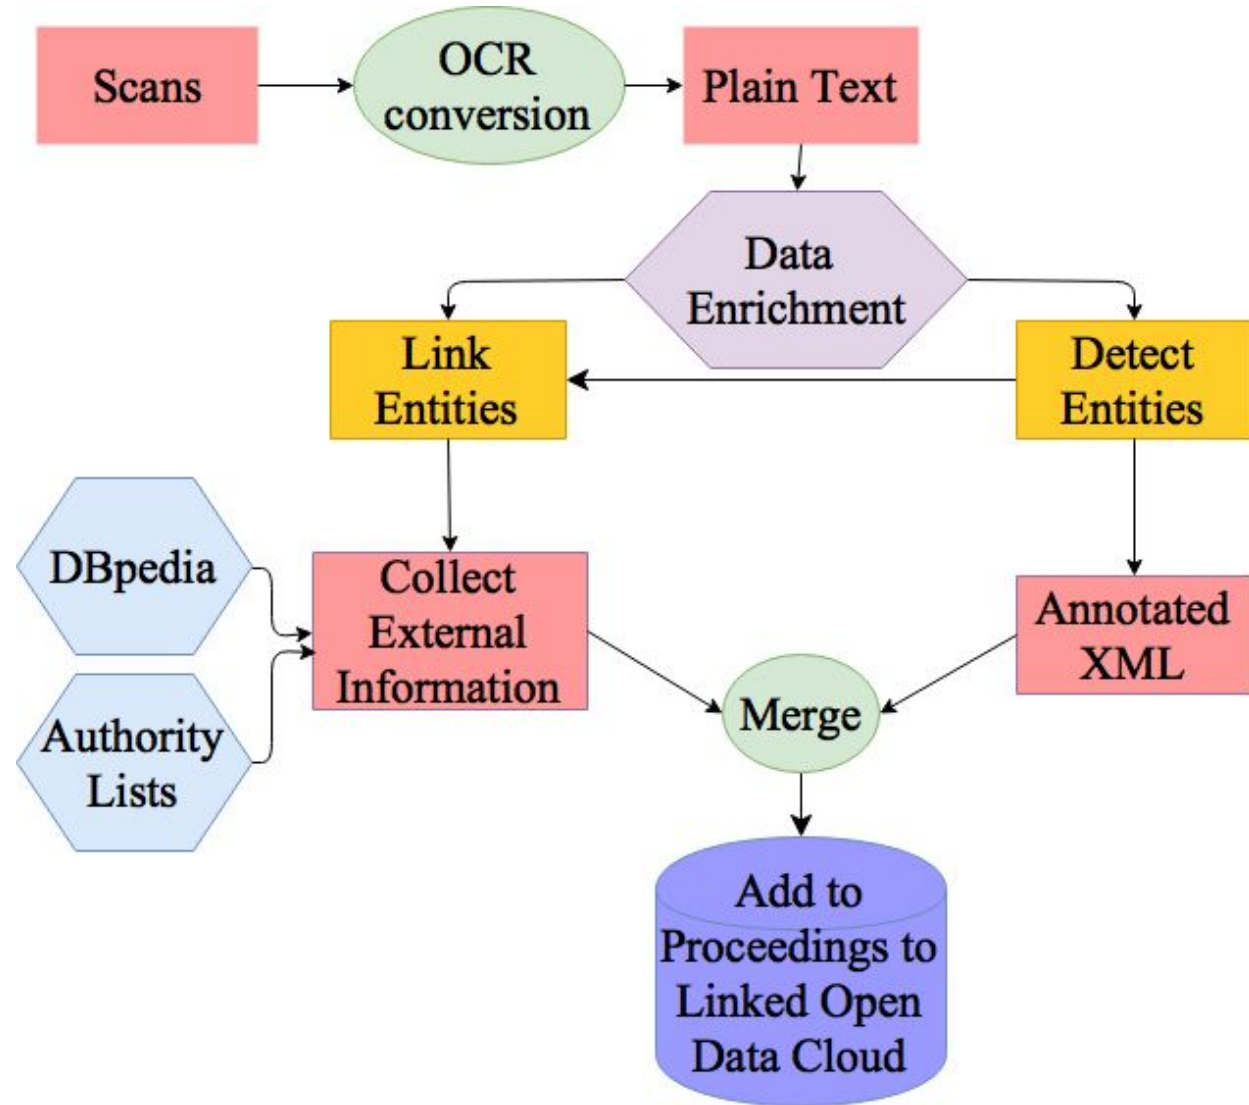 Scans
OCR
conversion
Plain Text
Data
Enrichment
Link
Entities
Detect
Entities
DBpedia
Collect
External
Information
Annotated
XML
Authority
Lists
Merge
Add to
Proceedings to
Linked Open
Data Cloud